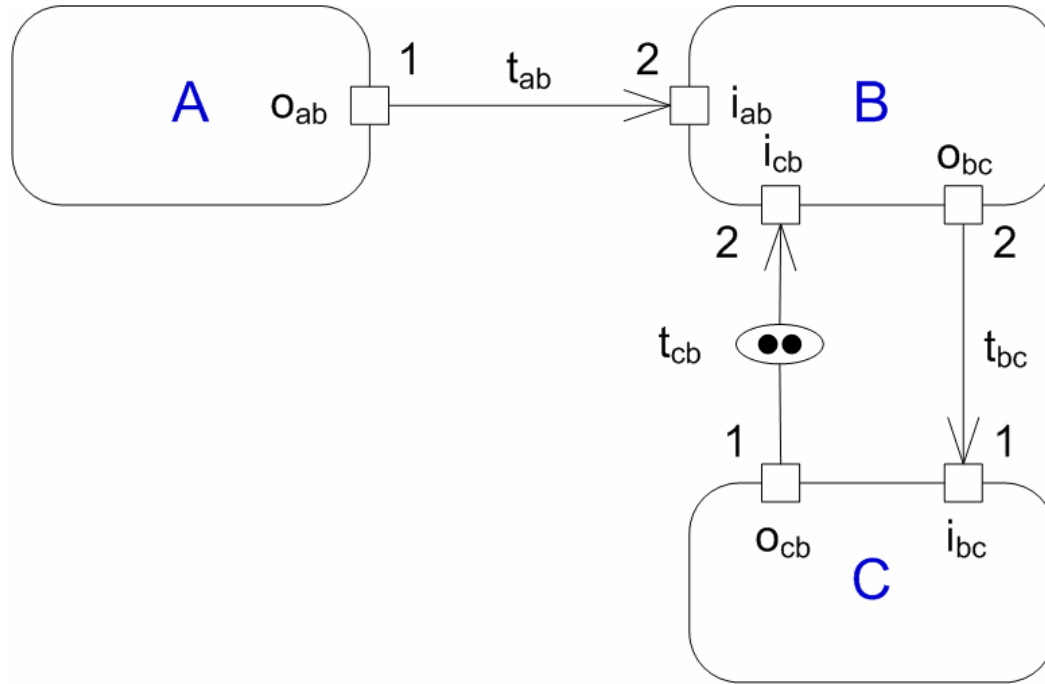 A
o_ab
1
t_ab
2
i_ab
B
i_cb
o_bc
2
2
t_cb
t_bc
1
1
o_cb
i_bc
C